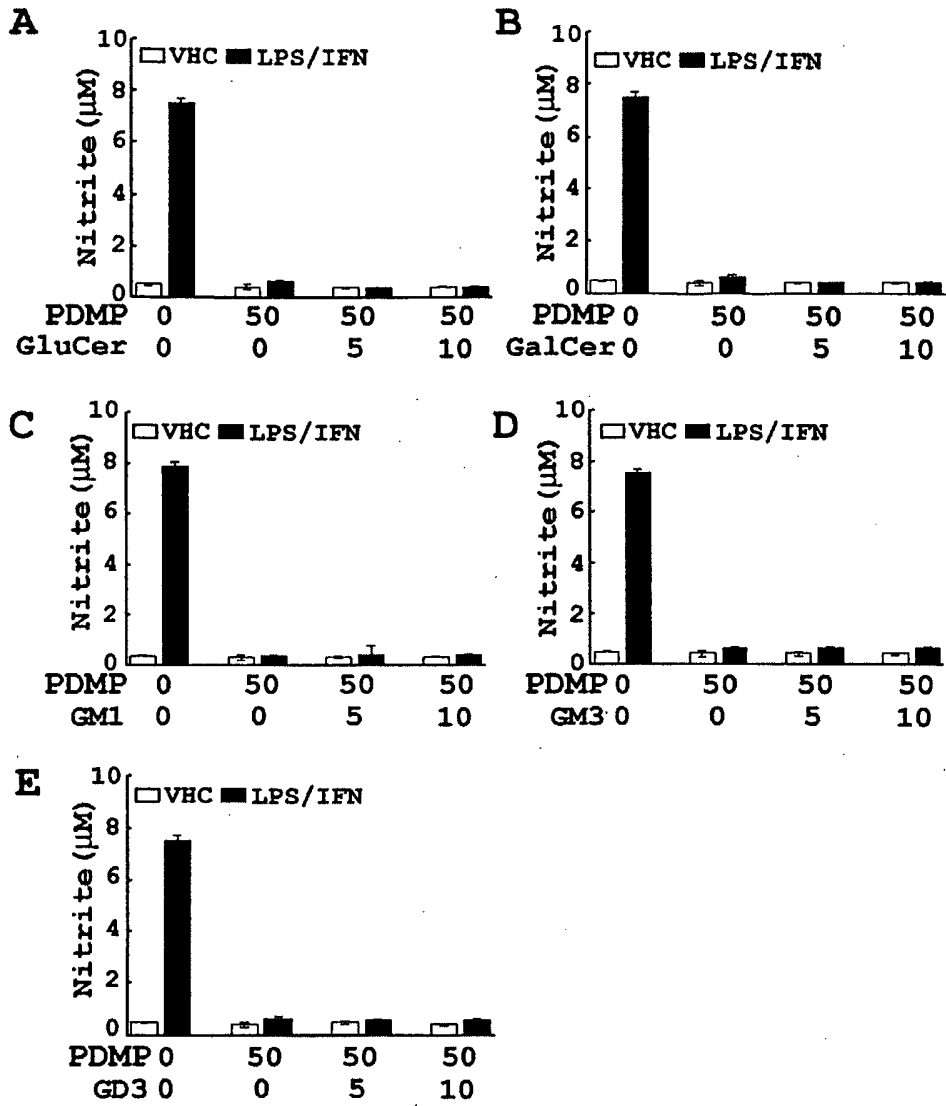 A
10
VHC LPS/IFN
8
6
4
2
0
Nitrite (µM)
PDMP 0 50 50 50
GluCer 0 0 5 10
B
10
VHC LPS/IFN
8
6
4
2
0
Nitrite (µM)
PDMP 0 50 50 50
GalCer 0 0 5 10
C
10
VHC LPS/IFN
8
6
4
2
0
Nitrite (µM)
PDMP 0 50 50 50
GM1 0 0 5 10
D
10
VHC LPS/IFN
8
6
4
2
0
Nitrite (µM)
PDMP 0 50 50 50
GM3 0 0 5 10
E
10
VHC LPS/IFN
8
6
4
2
0
Nitrite (µM)
PDMP 0 50 50 50
GD3 0 0 5 10